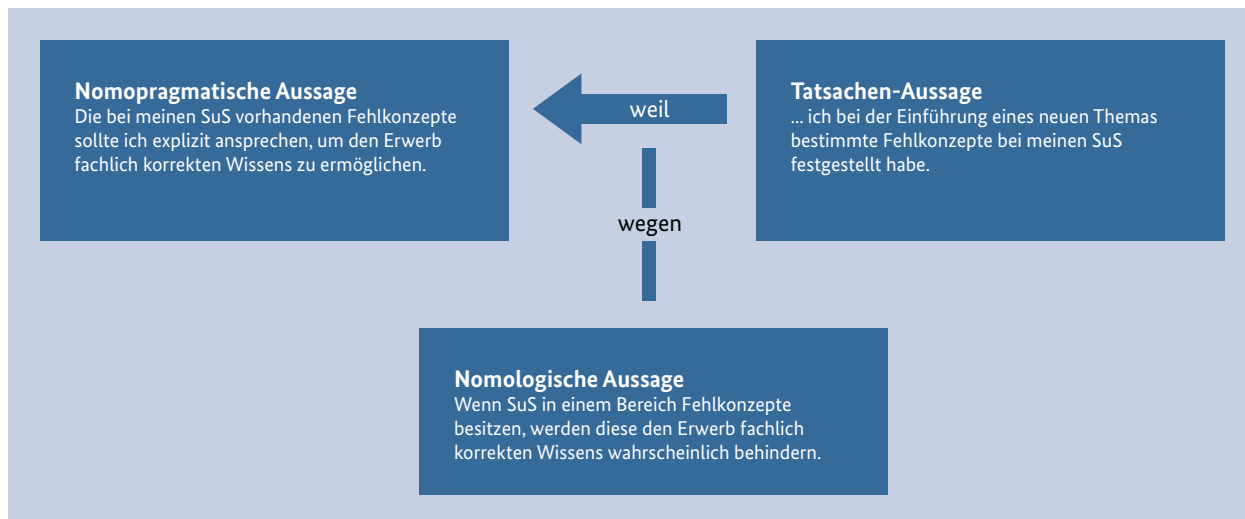 Nomopragmatische Aussage
Die bei meinen SuS vorhandenen Fehlkonzepte
sollte ich explizit ansprechen, um den Erwerb
fachlich korrekten Wissens zu ermöglichen.
weil
Tatsachen-Aussage
... ich bei der Einführung eines neuen Themas
bestimmte Fehlkonzepte bei meinen SuS
festgestellt habe.
wegen
Nomologische Aussage
Wenn SuS in einem Bereich Fehlkonzepte
besitzen, werden diese den Erwerb fachlich
korrekten Wissens wahrscheinlich behindern.